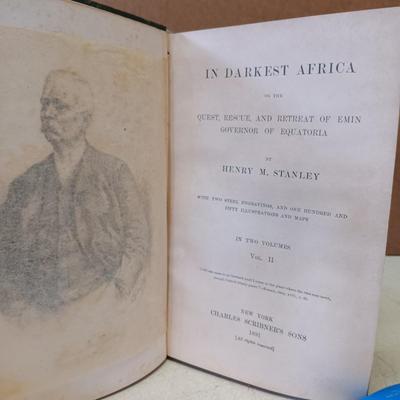 IN DARKEST AFRICA
OR THE
QUEST, RESCUE, AND RETREAT OF EMIN
GOVERNOR OF EQUATORIA
BY
HENRY M. STANLEY
WITH TWO STEEL ENGRAVINGS, AND ONE HUNDRED AND
FIFTY ILLUSTRATIONS AND MAPS
IN TWO VOLUMES
VOL. II
NEW YORK
CHARLES SCRIBNER'S SONS
1891
[All rights reserved]